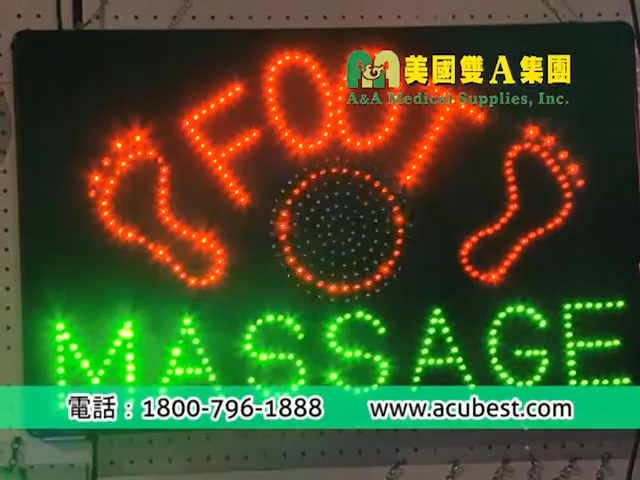 美國雙A集團
A&A
A&A Medical Supplies, Inc.
FOOT
MASSAGE
電話：1800-796-1888 www.acubest.com